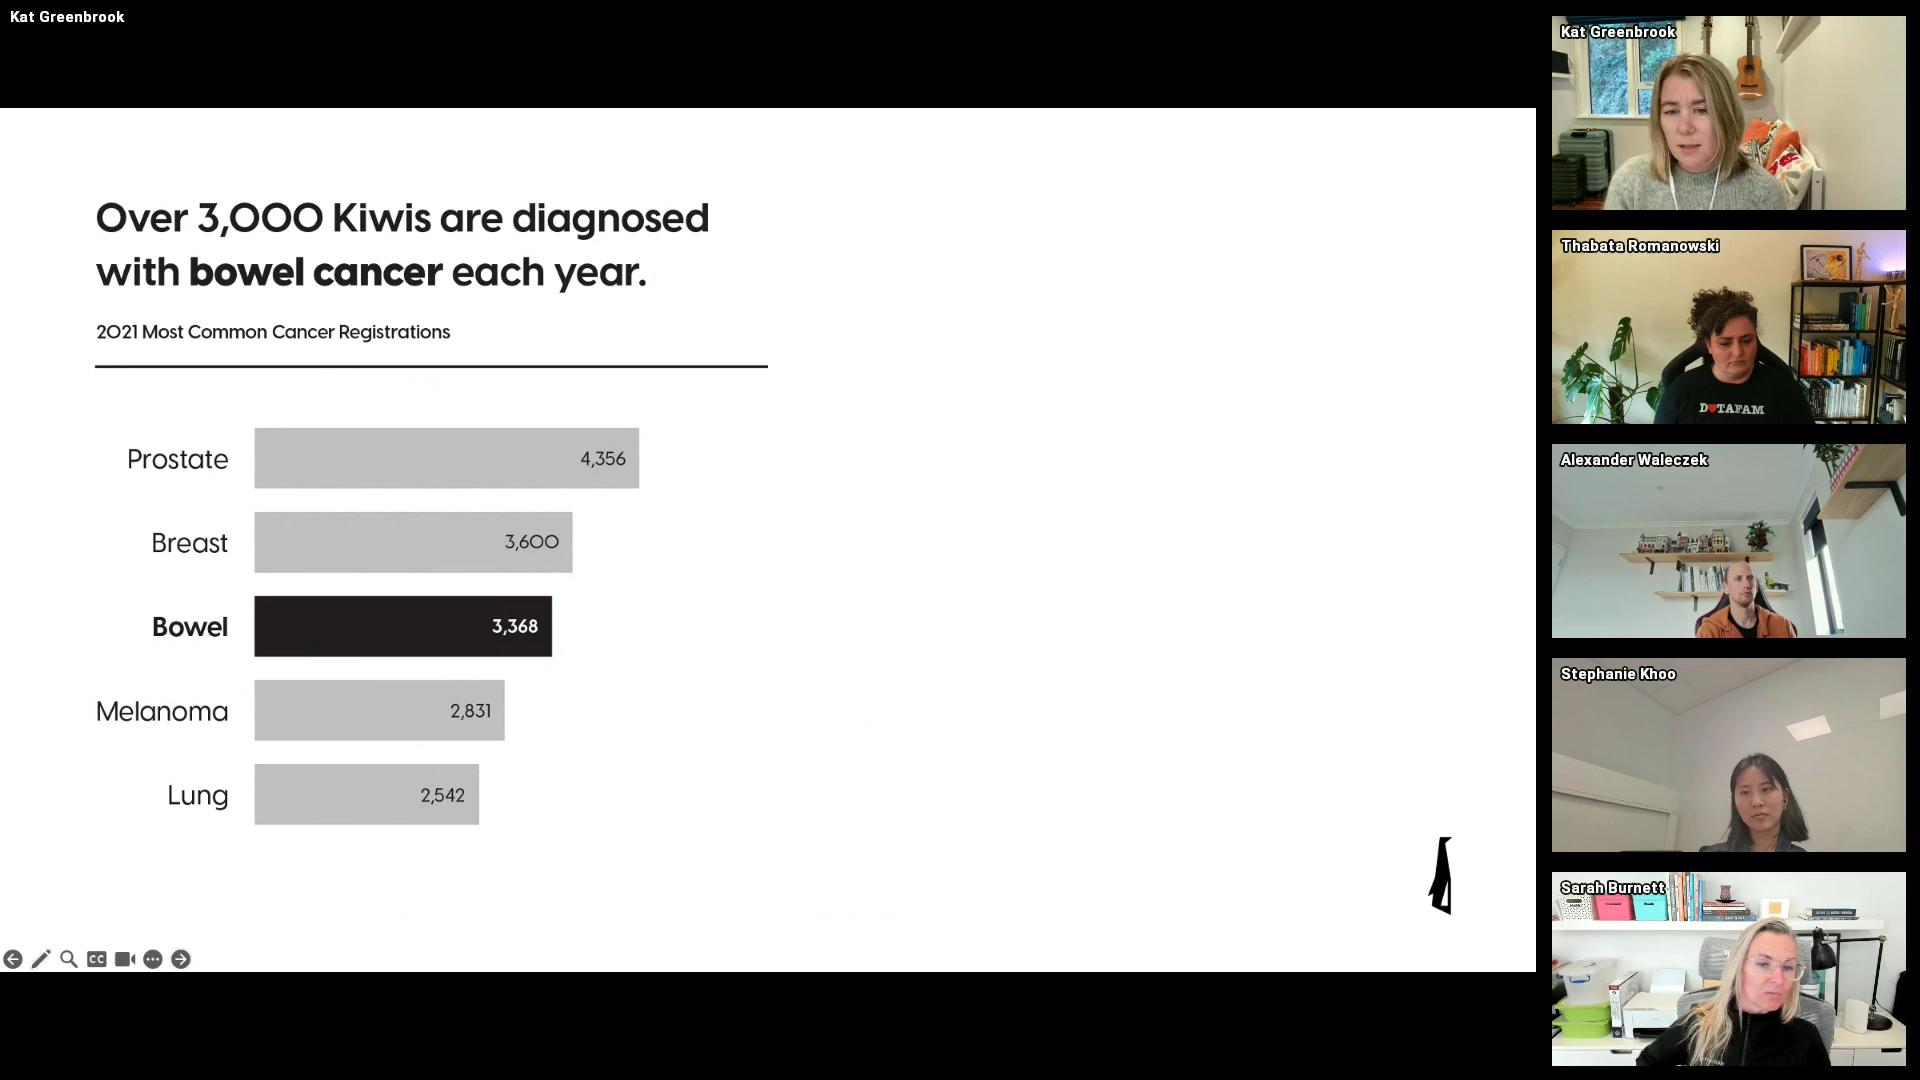 Kat Greenbrook
Over 3,000 Kiwis are diagnosed
with bowel cancer each year.
2021 Most Common Cancer Registrations
Prostate 4,356
Breast 3,600
Bowel 3,368
Melanoma 2,831
Lung 2,542
CC
Kat Greenbrook
Thabata Romanowski
D♥TAFAM
Alexander Waleczek
Stephanie Khoo
Sarah Burnett